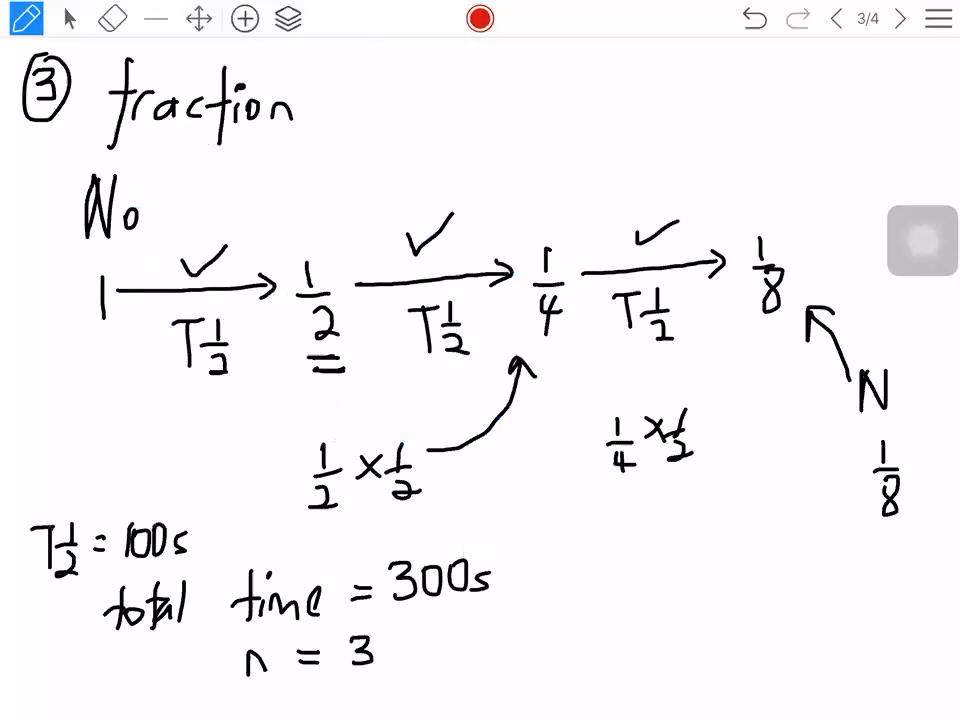 3/4
③ fraction
No
1 → 1/2 → 1/4 → 1/8
T1/2 T1/2 T1/2
N
1/2 × 1/2 1/4 × 1/2 1/8
T1/2 = 100s
total time = 300s
n = 3